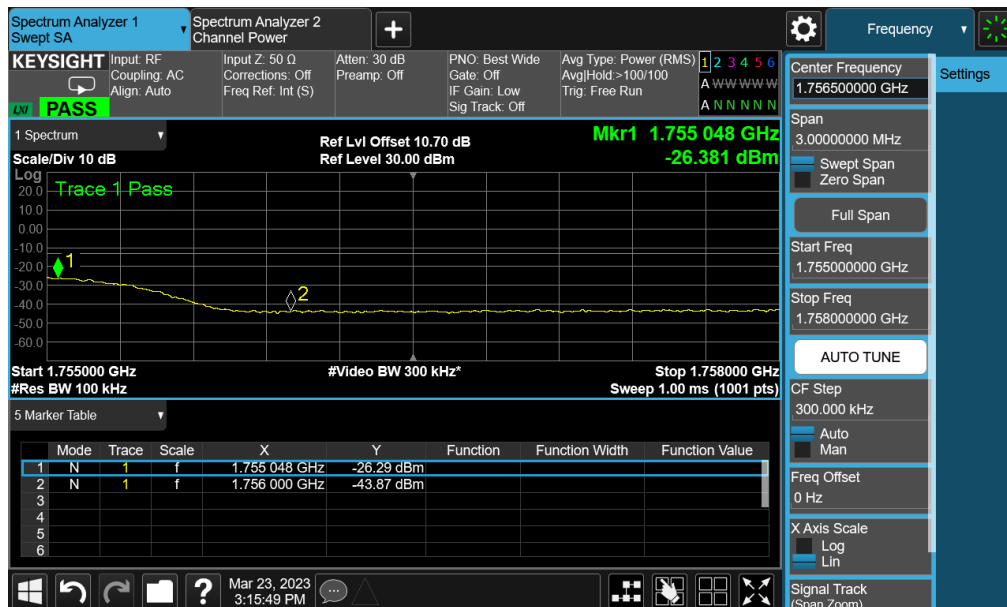 Spectrum Analyzer 1
Swept SA
Spectrum Analyzer 2
Channel Power
Frequency
KEYSIGHT
LXI
PASS
Input: RF
Coupling: AC
Align: Auto
Input Z: 50 Ω
Corrections: Off
Freq Ref: Int (S)
Atten: 30 dB
Preamp: Off
PNO: Best Wide
Gate: Off
IF Gain: Low
Sig Track: Off
Avg Type: Power (RMS)
Avg|Hold:>100/100
Trig: Free Run
1 2 3 4 5 6
A W W W W W
A N N N N N
1 Spectrum
Scale/Div 10 dB
Ref Lvl Offset 10.70 dB
Ref Level 30.00 dBm
Mkr1 1.755 048 GHz
-26.381 dBm
Log
Trace 1 Pass
20.0
10.0
0.00
-10.0
-20.0
-30.0
-40.0
-50.0
-60.0
1
2
Start 1.755000 GHz
#Res BW 100 kHz
#Video BW 300 kHz*
Stop 1.758000 GHz
Sweep 1.00 ms (1001 pts)
5 Marker Table
Mode Trace Scale X Y Function Function Width Function Value
1 N 1 f 1.755 048 GHz -26.29 dBm
2 N 1 f 1.756 000 GHz -43.87 dBm
3
4
5
6
?
Mar 23, 2023
3:15:49 PM
Center Frequency
1.756500000 GHz
Span
3.00000000 MHz
Swept Span
Zero Span
Full Span
Start Freq
1.755000000 GHz
Stop Freq
1.758000000 GHz
AUTO TUNE
CF Step
300.000 kHz
Auto
Man
Freq Offset
0 Hz
X Axis Scale
Log
Lin
Signal Track
(Span Zoom)
Settings